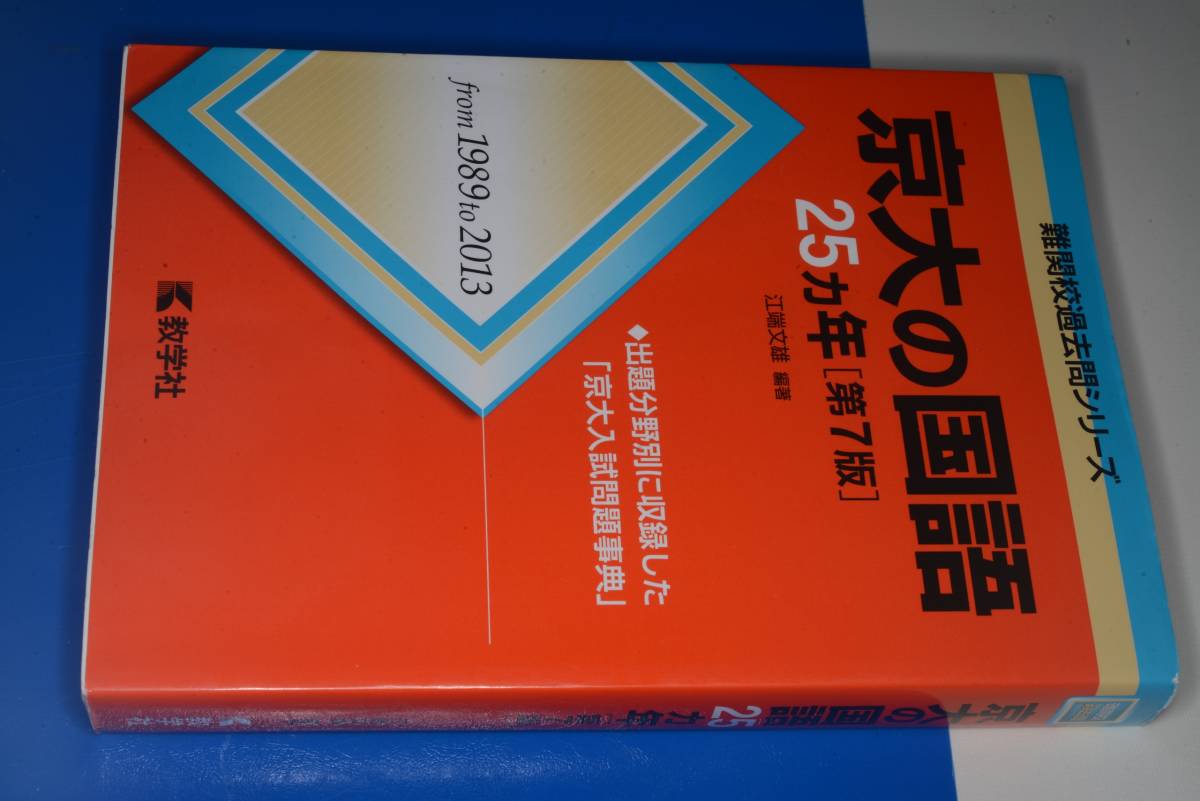 難関校過去問シリーズ
京大の国語
25カ年［第7版］
江端文雄 編著
◆出題分野別に収録した
「京大入試問題事典」
from 1989 to 2013
教学社
京大の国語
25カ年
教学社